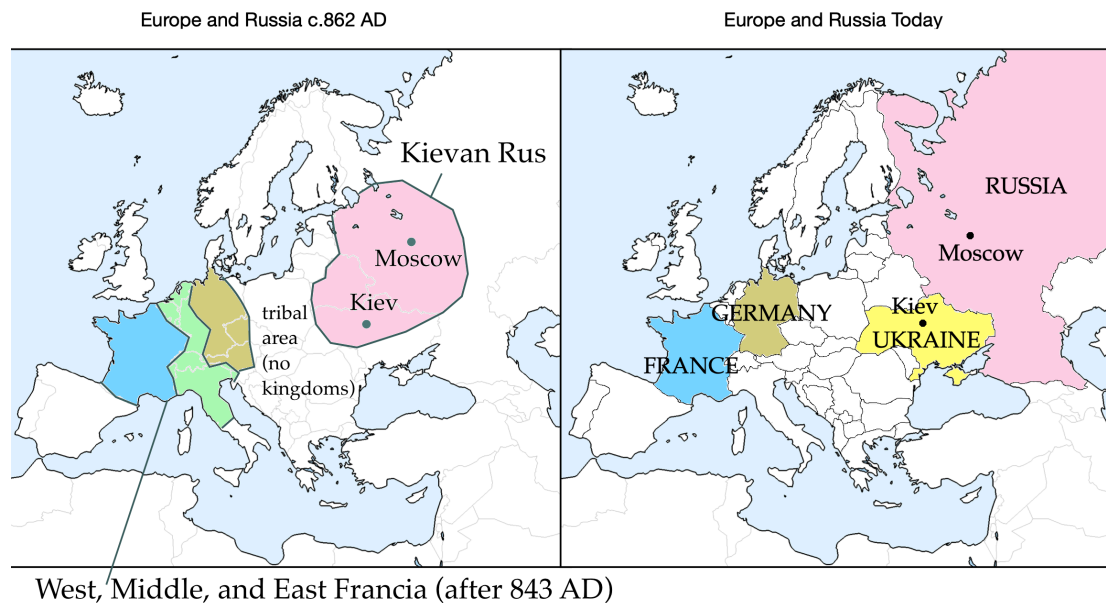 Europe and Russia c.862 AD
Europe and Russia Today
Kievan Rus
Moscow
Kiev
tribal
area
(no
kingdoms)
West, Middle, and East Francia (after 843 AD)
RUSSIA
Moscow
Kiev
GERMANY
UKRAINE
FRANCE